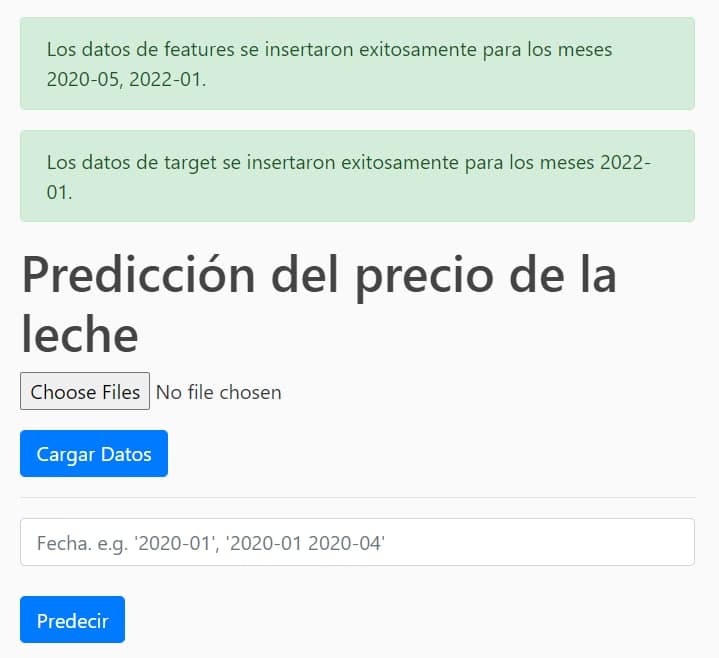 Los datos de features se insertaron exitosamente para los meses
2020-05, 2022-01.
Los datos de target se insertaron exitosamente para los meses 2022-
01.
Predicción del precio de la
leche
Choose Files No file chosen
Cargar Datos
Fecha. e.g. '2020-01', '2020-01 2020-04'
Predecir